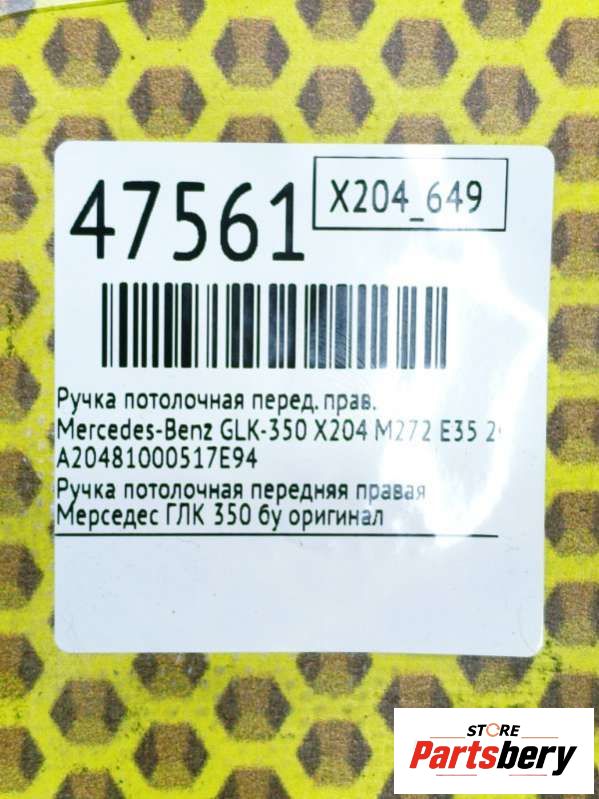 47561
X204_649
Ручка потолочная перед. прав.
Mercedes-Benz GLK-350 X204 M272 E35
A20481000517E94
Ручка потолочная передняя правая
Мерседес ГЛК 350 бу оригинал
STORE
Partsbery